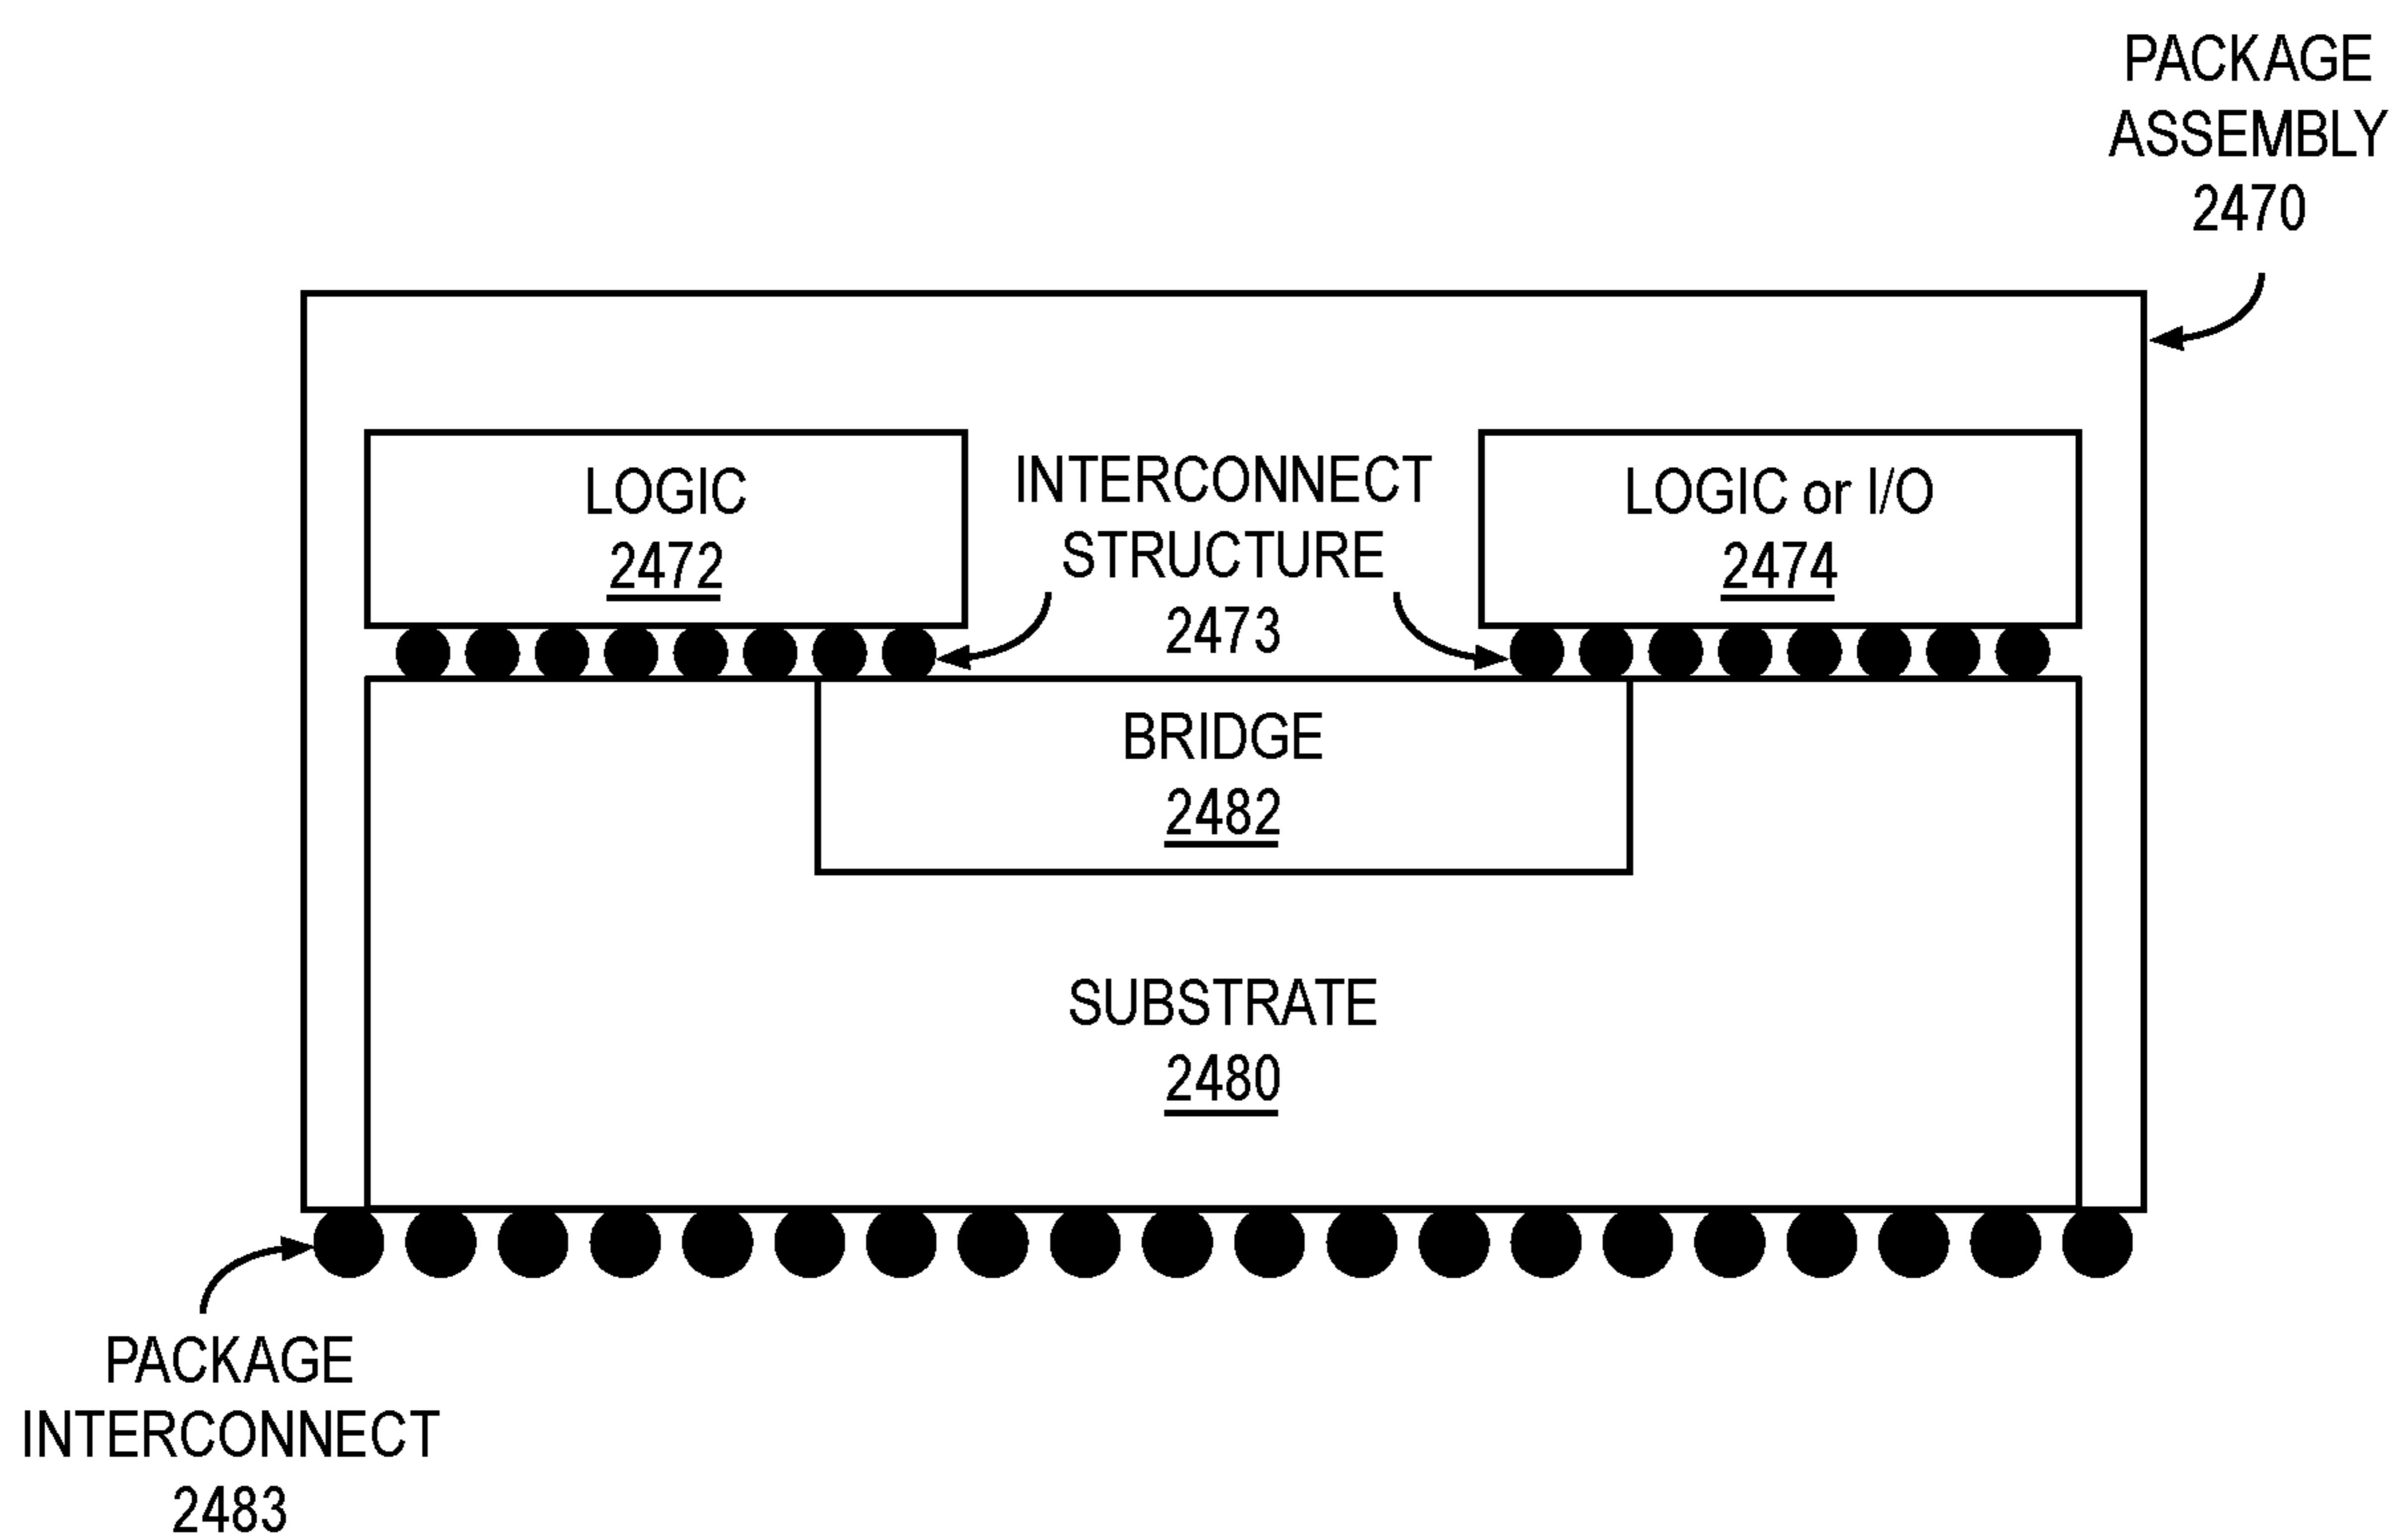 PACKAGE
ASSEMBLY
2470
LOGIC
2472
INTERCONNECT
STRUCTURE
2473
LOGIC or I/O
2474
BRIDGE
2482
SUBSTRATE
2480
PACKAGE
INTERCONNECT
2483